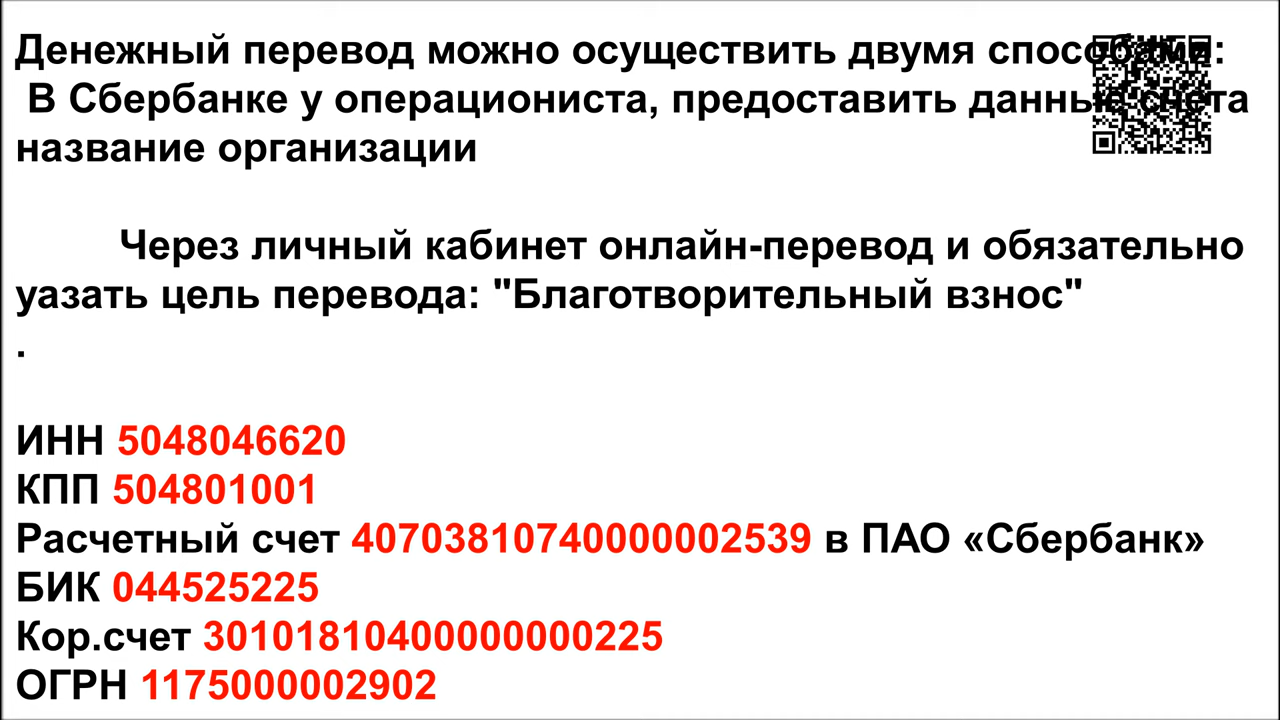 Денежный перевод можно осуществить двумя способами:
В Сбербанке у операциониста, предоставить данные счета
название организации
Через личный кабинет онлайн-перевод и обязательно
уазать цель перевода: "Благотворительный взнос"
.
ИНН 5048046620
КПП 504801001
Расчетный счет 40703810740000002539 в ПАО «Сбербанк»
БИК 044525225
Кор.счет 30101810400000000225
ОГРН 1175000002902